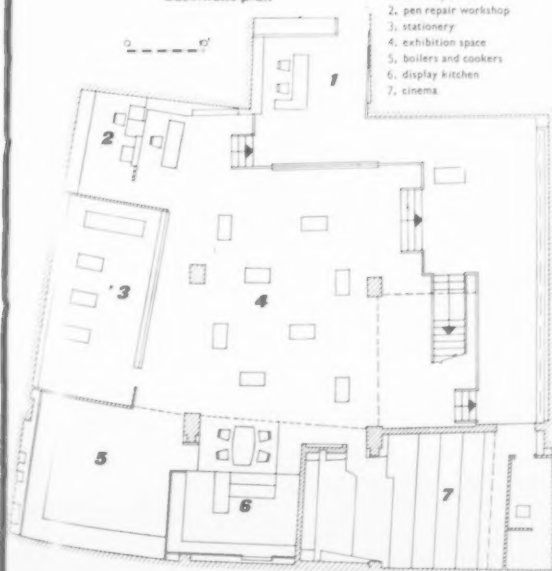 2, pen repair workshop
3, stationery
4. exhibition space
5, boilers and cookers
6. display kitchen
7, cinema
1
2
3
4
5
6
7